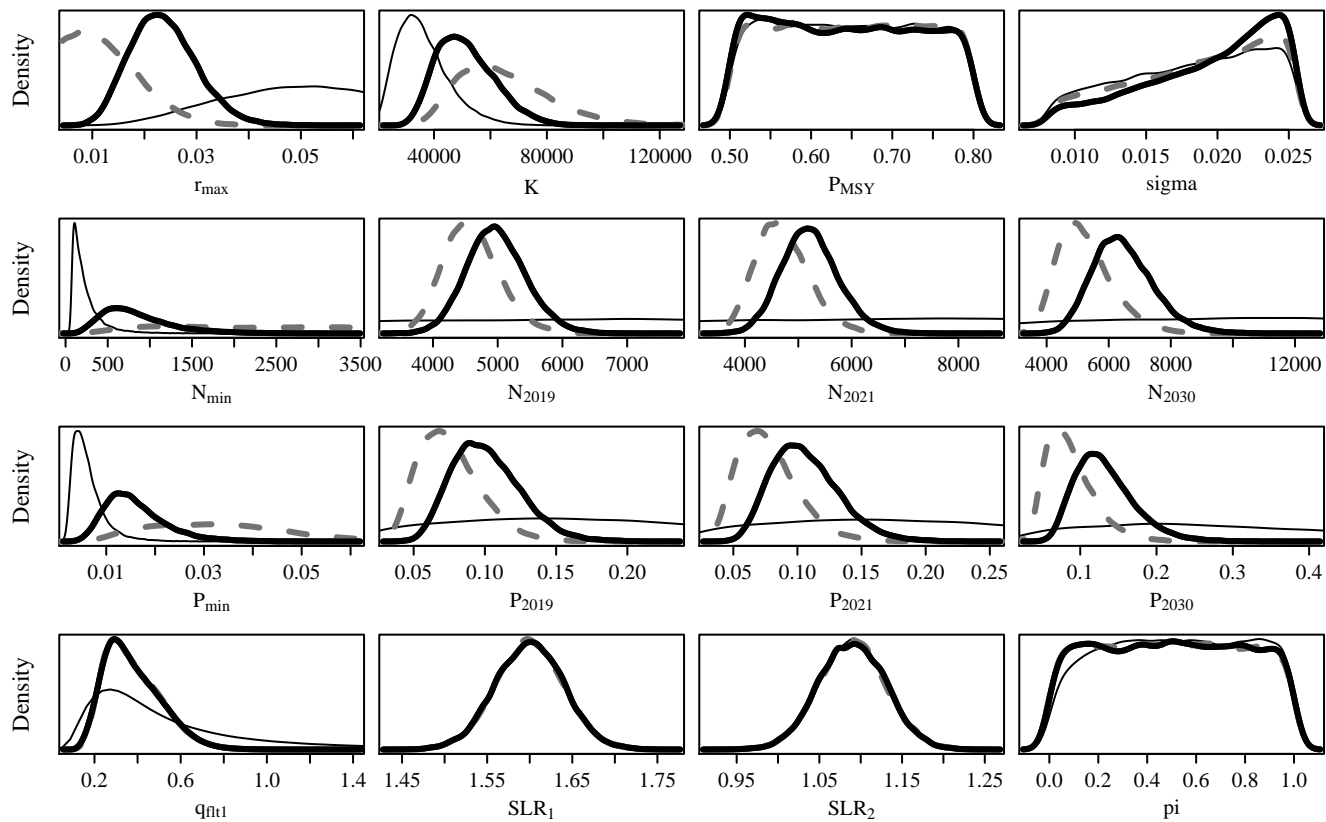 Density
0.01 0.03 0.05
r_max
40000 80000 120000
K
0.50 0.60 0.70 0.80
P_MSY
0.010 0.015 0.020 0.025
sigma
Density
0 500 1500 2500 3500
N_min
4000 5000 6000 7000
N_2019
4000 6000 8000
N_2021
4000 6000 8000 12000
N_2030
Density
0.01 0.03 0.05
P_min
0.05 0.10 0.15 0.20
P_2019
0.05 0.10 0.15 0.20 0.25
P_2021
0.1 0.2 0.3 0.4
P_2030
Density
0.2 0.6 1.0 1.4
q_flt1
1.45 1.55 1.65 1.75
SLR_1
0.95 1.05 1.15 1.25
SLR_2
0.0 0.2 0.4 0.6 0.8 1.0
pi